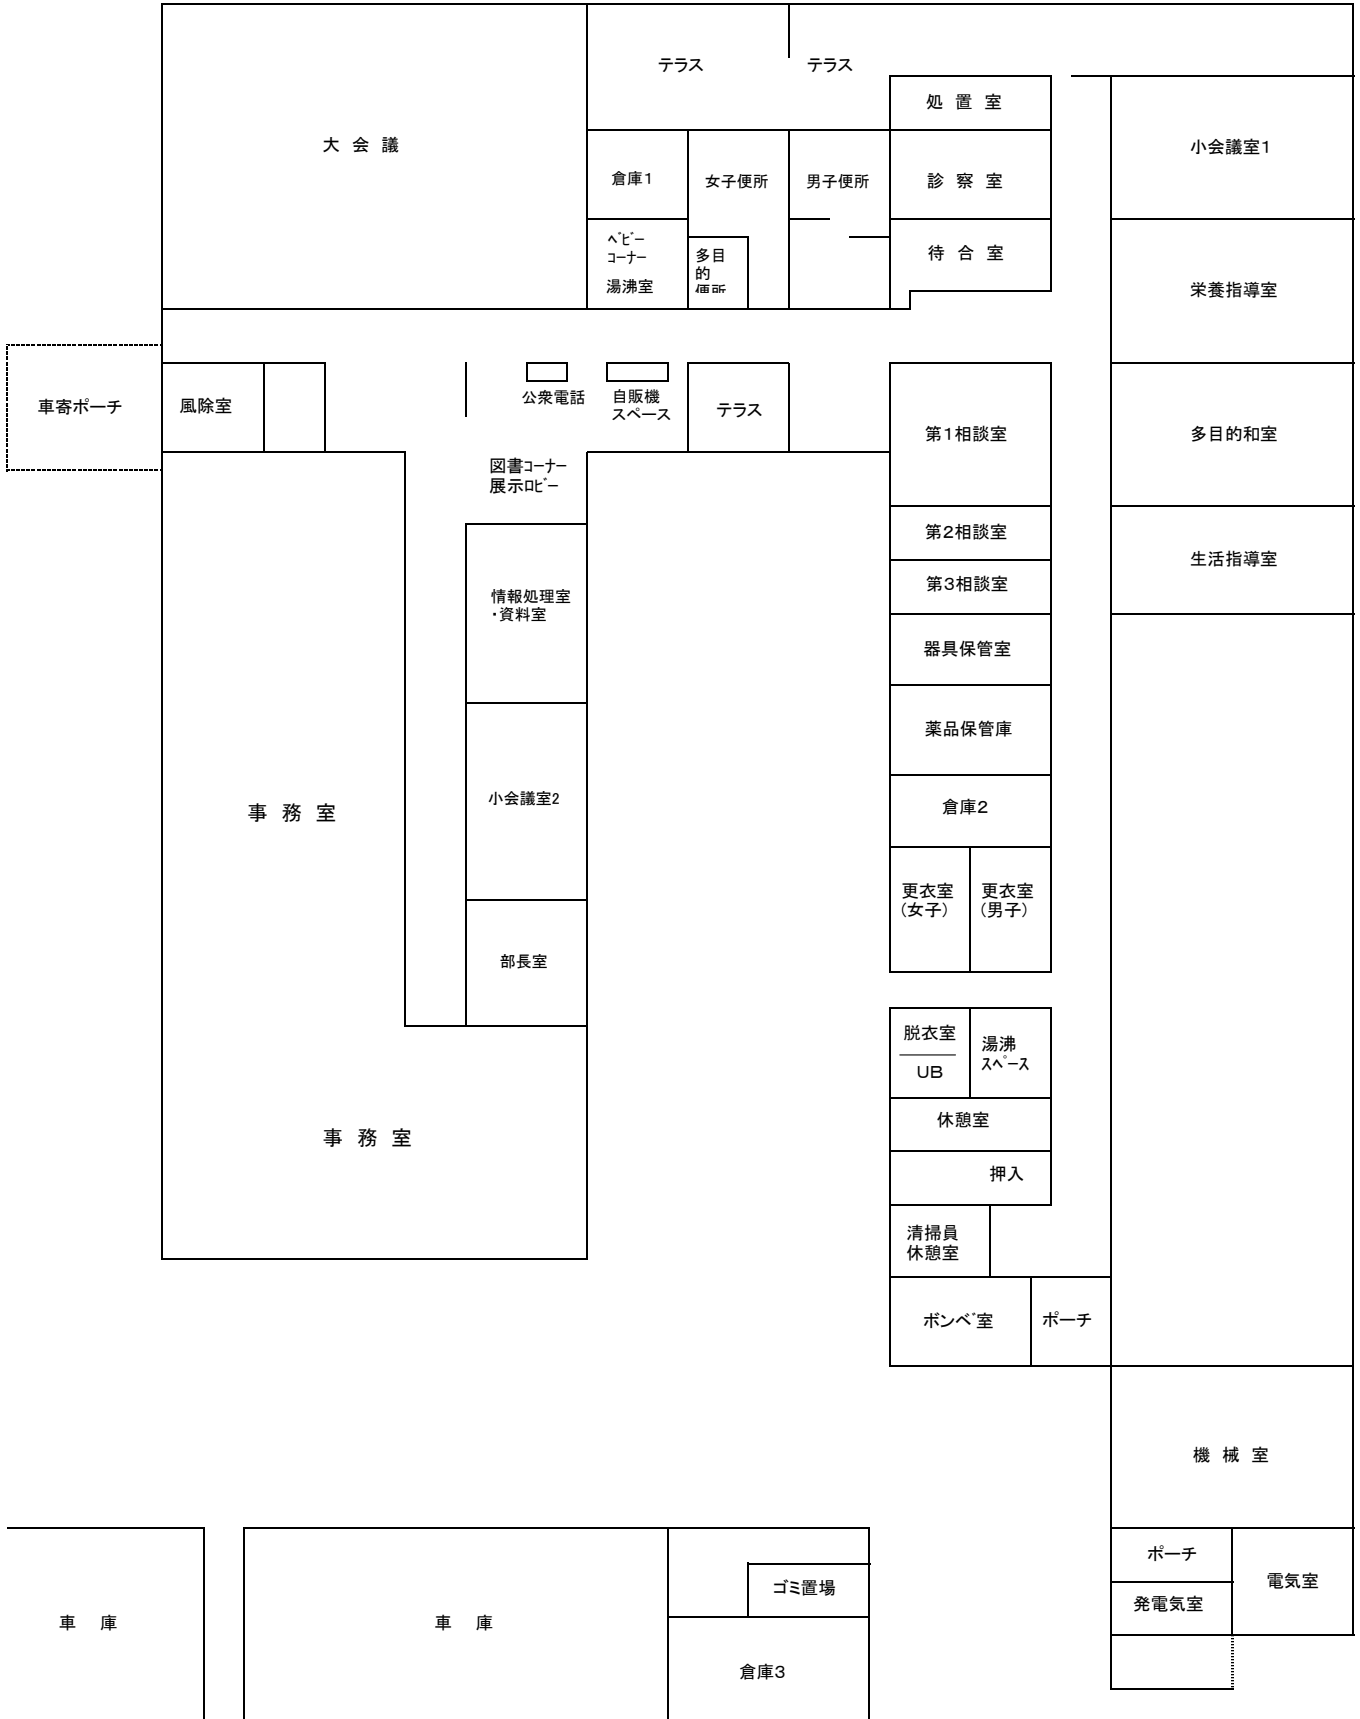 テラス
テラス
処 置 室
大 会 議
小会議室1
倉庫1
女子便所
男子便所
診 察 室
ﾍﾞﾋﾞｰ
ｺｰﾅｰ
湯沸室
多目
的
便所
待 合 室
栄養指導室
車寄ポーチ
風除室
公衆電話
自販機
スペース
テラス
第1相談室
多目的和室
図書ｺｰﾅｰ
展示ﾛﾋﾞｰ
第2相談室
生活指導室
第3相談室
情報処理室
・資料室
器具保管室
薬品保管庫
事 務 室
小会議室2
倉庫2
更衣室
(女子)
更衣室
(男子)
部長室
脱衣室
UB
湯沸
ｽﾍﾟｰｽ
休憩室
事 務 室
押入
清掃員
休憩室
ボンベ室
ポーチ
機 械 室
ポーチ
電気室
ゴミ置場
発電気室
車 庫
車 庫
倉庫3